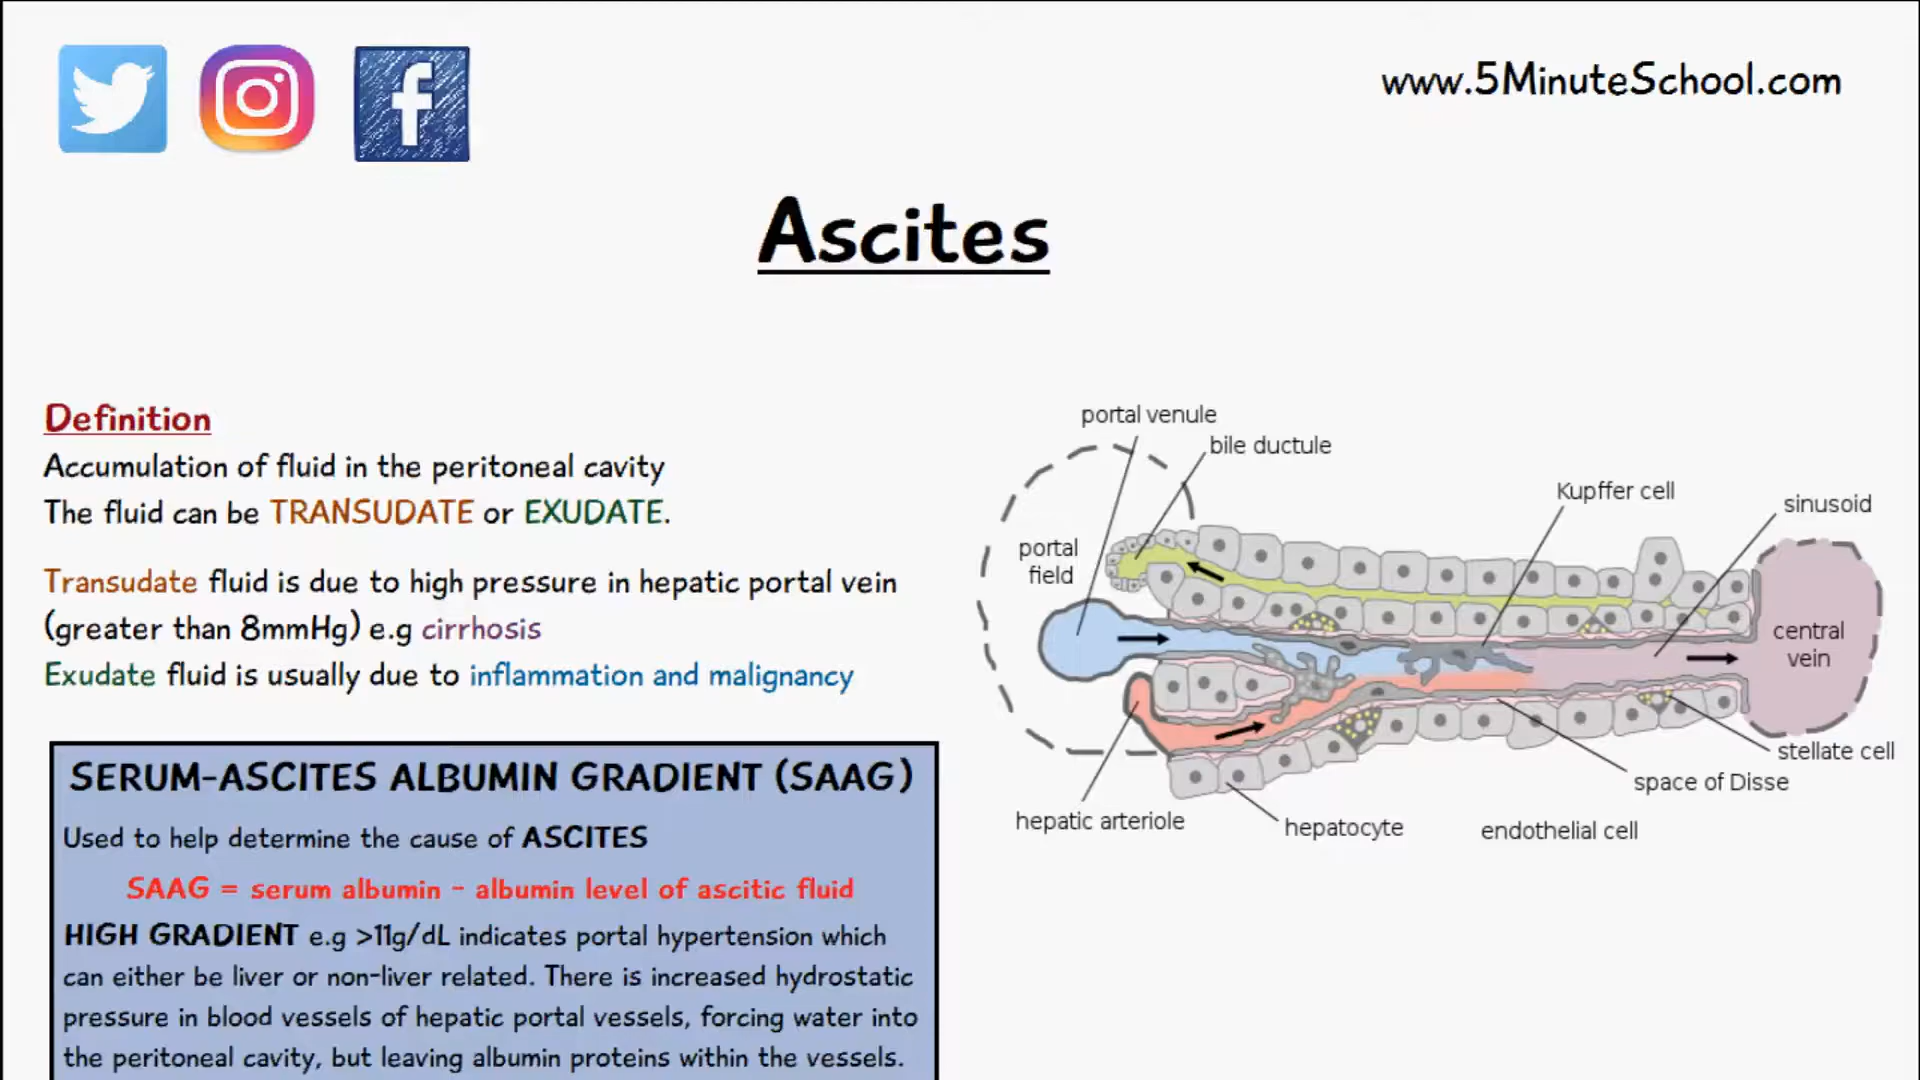 www.5MinuteSchool.com
Ascites
Definition
Accumulation of fluid in the peritoneal cavity
The fluid can be TRANSUDATE or EXUDATE.
Transudate fluid is due to high pressure in hepatic portal vein
(greater than 8mmHg) e.g cirrhosis
Exudate fluid is usually due to inflammation and malignancy
SERUM-ASCITES ALBUMIN GRADIENT (SAAG)
Used to help determine the cause of ASCITES
SAAG = serum albumin - albumin level of ascitic fluid
HIGH GRADIENT e.g >11g/dL indicates portal hypertension which
can either be liver or non-liver related. There is increased hydrostatic
pressure in blood vessels of hepatic portal vessels, forcing water into
the peritoneal cavity, but leaving albumin proteins within the vessels.
portal venule
bile ductule
Kupffer cell
sinusoid
portal
field
central
vein
stellate cell
space of Disse
hepatic arteriole
hepatocyte
endothelial cell